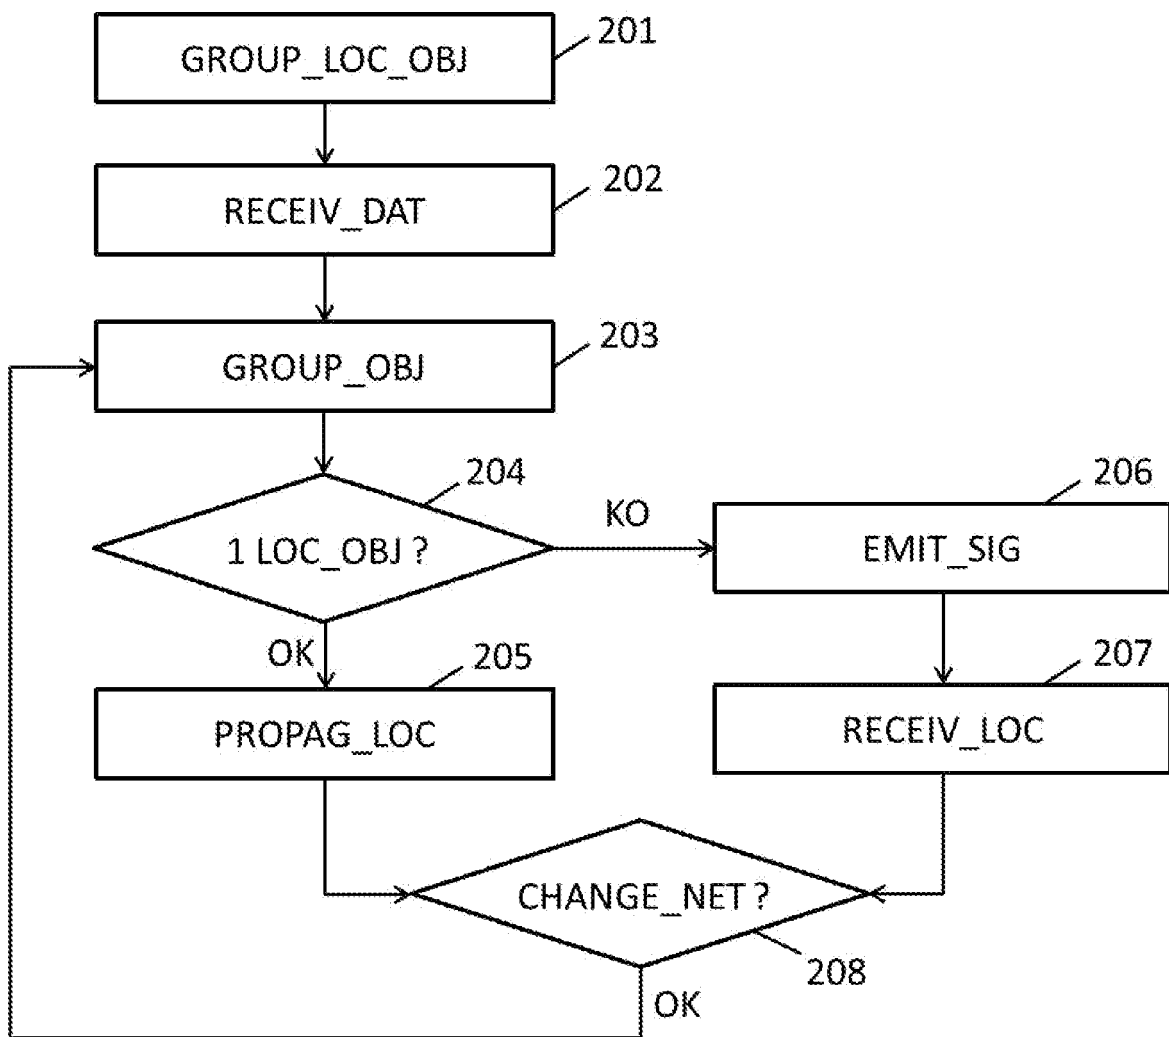 GROUP_LOC_OBJ
201
RECEIV_DAT
202
GROUP_OBJ
203
1 LOC_OBJ ?
204
KO
EMIT_SIG
206
OK
PROPAG_LOC
205
RECEIV_LOC
207
CHANGE_NET ?
208
OK